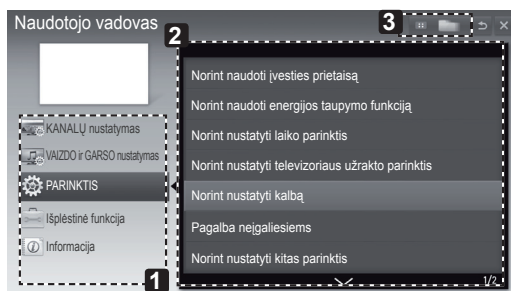 Naudotojo vadovas
2
3
KANALŲ nustatymas
VAIZDO ir GARSO nustatymas
PARINKTIS
Išplėstinė funkcija
Informacija
1
Norint naudoti įvesties prietaisą
Norint naudoti energijos taupymo funkciją
Norint nustatyti laiko parinktis
Norint nustatyti televizoriaus užrakto parinktis
Norint nustatyti kalbą
Pagalba neįgaliesiems
Norint nustatyti kitas parinktis
1/2